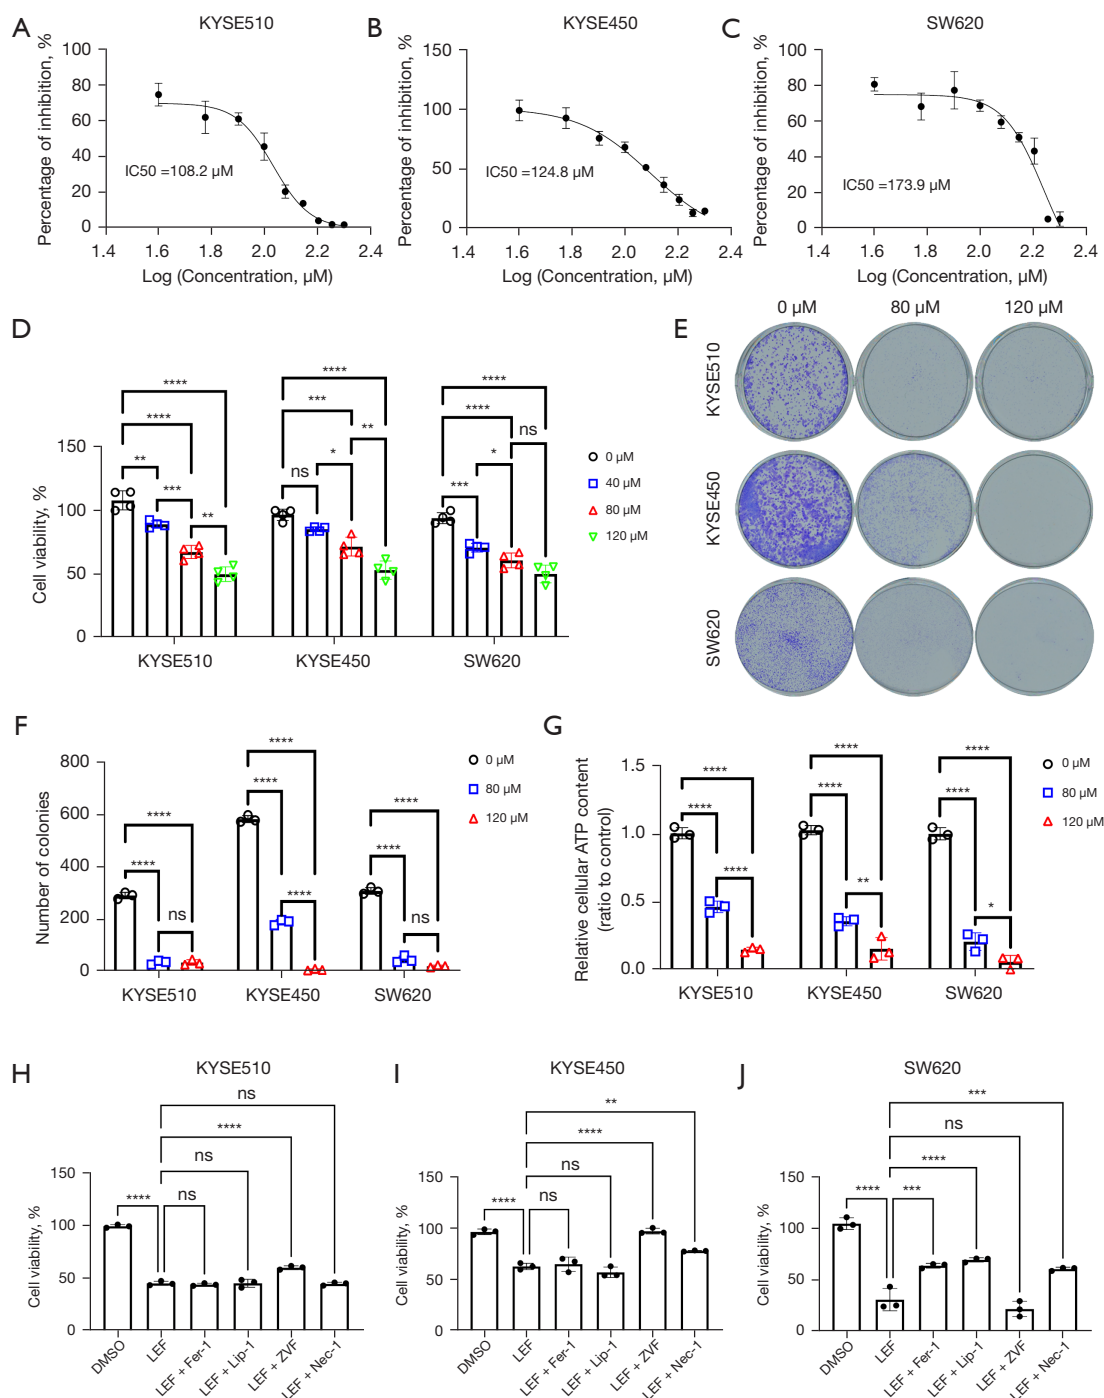 A
KYSE510
Percentage of inhibition, %
100
80
60
40
20
0
IC50 =108.2 µM
1.4 1.6 1.8 2.0 2.2 2.4
Log (Concentration, µM)
B
KYSE450
Percentage of inhibition, %
150
100
50
0
IC50 =124.8 µM
1.4 1.6 1.8 2.0 2.2 2.4
Log (Concentration, µM)
C
SW620
Percentage of inhibition, %
100
80
60
40
20
0
IC50 =173.9 µM
1.4 1.6 1.8 2.0 2.2 2.4
Log (Concentration, µM)
D
Cell viability, %
150
100
50
0
****
****
**
***
**
****
***
**
ns
*
****
****
ns
***
*
KYSE510 KYSE450 SW620
0 µM
40 µM
80 µM
120 µM
E
0 µM 80 µM 120 µM
KYSE510
KYSE450
SW620
F
Number of colonies
800
600
400
200
0
****
****
ns
****
****
****
****
****
ns
KYSE510 KYSE450 SW620
0 µM
80 µM
120 µM
G
Relative cellular ATP content
(ratio to control)
1.5
1.0
0.5
0.0
****
****
****
****
****
**
****
****
*
KYSE510 KYSE450 SW620
0 µM
80 µM
120 µM
H
KYSE510
Cell viability, %
150
100
50
0
ns
****
ns
**** ns
DMSO
LEF
LEF + Fer-1
LEF + Lip-1
LEF + ZVF
LEF + Nec-1
I
KYSE450
Cell viability, %
150
100
50
0
**
****
ns
**** ns
DMSO
LEF
LEF + Fer-1
LEF + Lip-1
LEF + ZVF
LEF + Nec-1
J
SW620
Cell viability, %
150
100
50
0
***
ns
****
**** ***
DMSO
LEF
LEF + Fer-1
LEF + Lip-1
LEF + ZVF
LEF + Nec-1